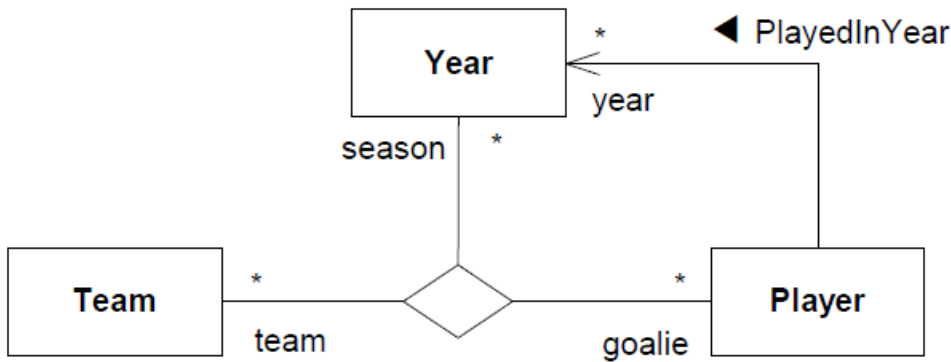 * ◀ PlayedInYear
Year
year
season *
* *
Team Player
team goalie